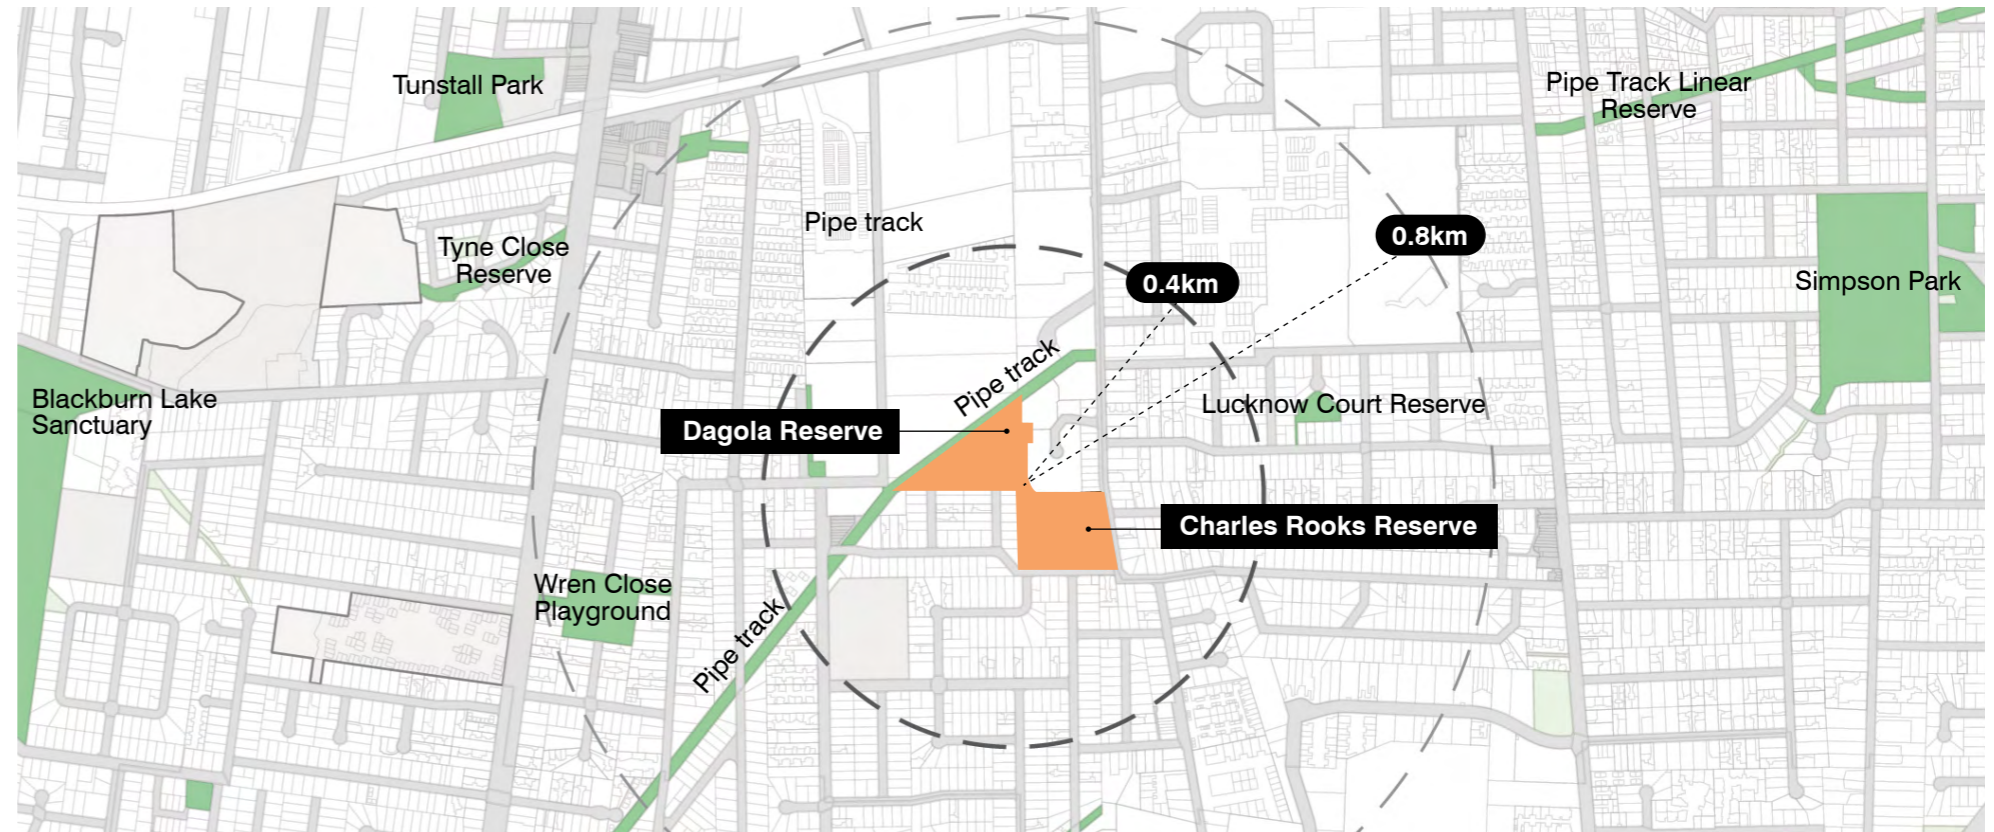 Tunstall Park
Pipe Track Linear
Reserve
Pipe track
0.8km
Tyne Close
Reserve
0.4km
Simpson Park
Pipe track
Blackburn Lake
Sanctuary
Lucknow Court Reserve
Dagola Reserve
Charles Rooks Reserve
Wren Close
Playground
Pipe track